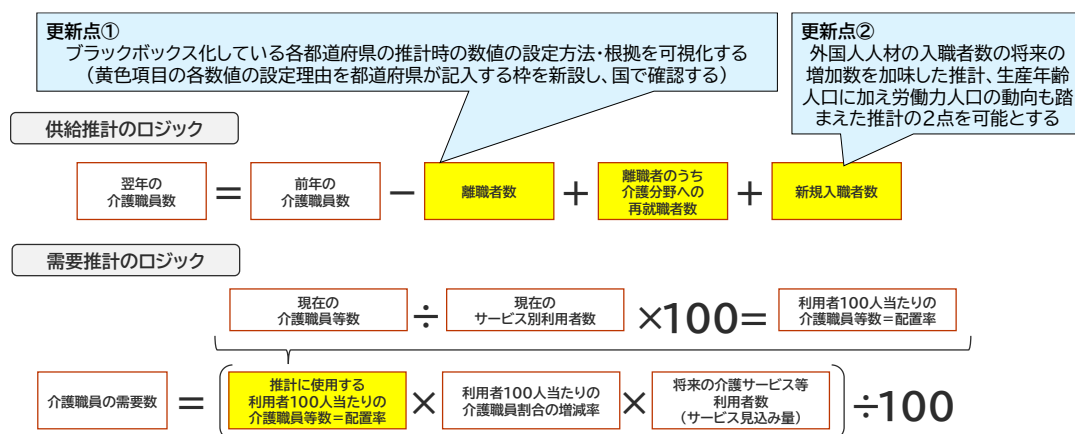 更新点①
ブラックボックス化している各都道府県の推計時の数値の設定方法・根拠を可視化する
（黄色項目の各数値の設定理由を都道府県が記入する枠を新設し、国で確認する）
更新点②
外国人人材の入職者数の将来の
増加数を加味した推計、生産年齢
人口に加え労働力人口の動向も踏
まえた推計の2点を可能とする
供給推計のロジック
翌年の
介護職員数
＝
前年の
介護職員数
－
離職者数
＋
離職者のうち
介護分野への
再就職者数
＋
新規入職者数
需要推計のロジック
現在の
介護職員等数
÷
現在の
サービス別利用者数
×100＝
利用者100人当たりの
介護職員等数＝配置率
介護職員の需要数
＝
推計に使用する
利用者100人当たりの
介護職員等数＝配置率
×
利用者100人当たりの
介護職員割合の増減率
×
将来の介護サービス等
利用者数
（サービス見込み量）
÷100